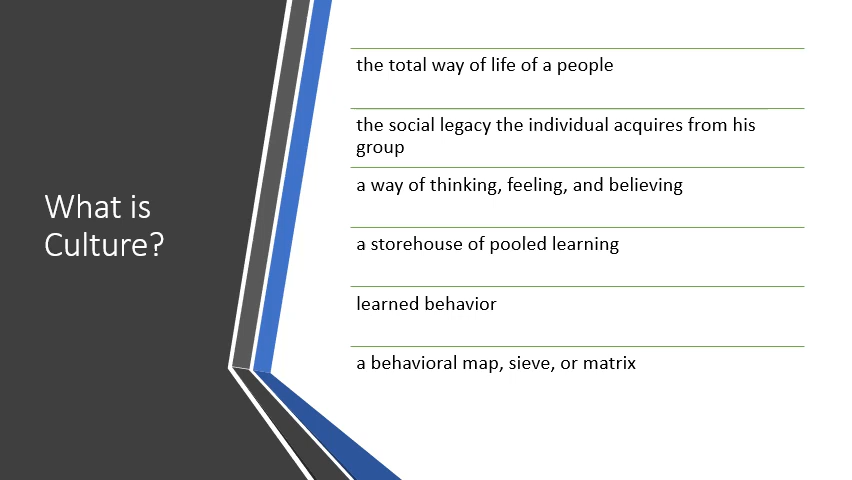 What is
Culture?
the total way of life of a people
the social legacy the individual acquires from his
group
a way of thinking, feeling, and believing
a storehouse of pooled learning
learned behavior
a behavioral map, sieve, or matrix